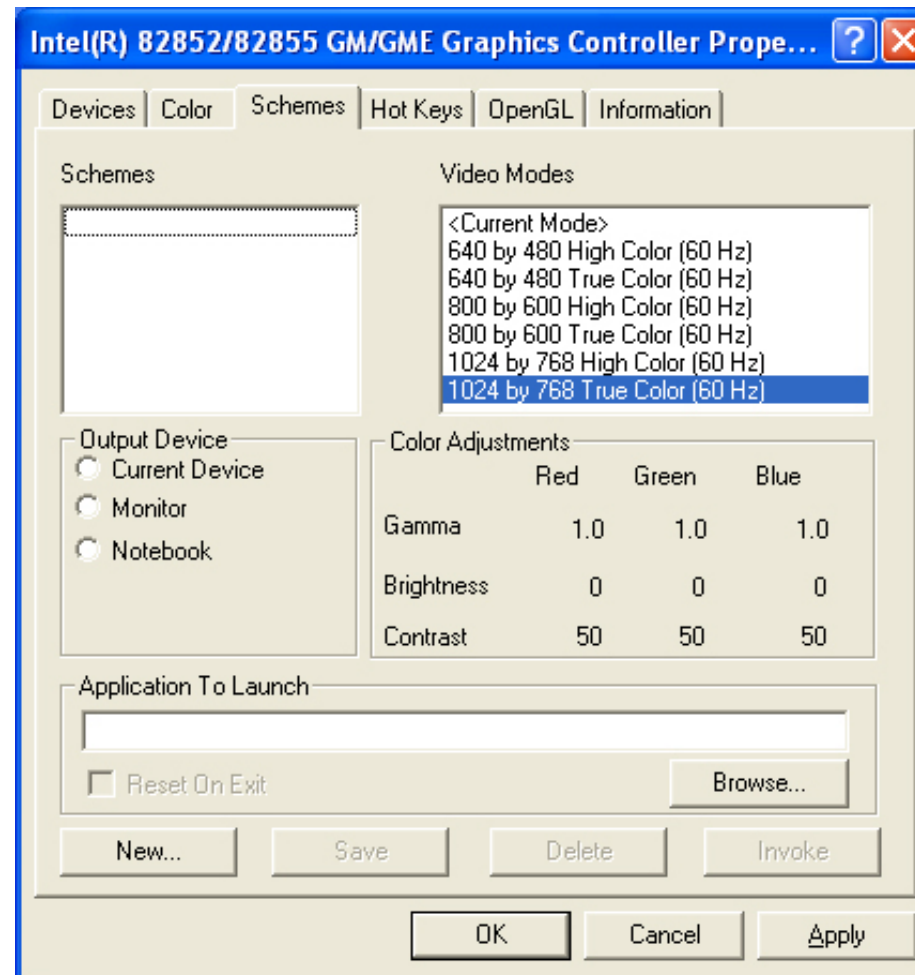 Intel(R) 82852/82855 GM/GME Graphics Controller Prope...
Devices Color Schemes Hot Keys OpenGL Information
Schemes Video Modes
<Current Mode>
640 by 480 High Color (60 Hz)
640 by 480 True Color (60 Hz)
800 by 600 High Color (60 Hz)
800 by 600 True Color (60 Hz)
1024 by 768 High Color (60 Hz)
1024 by 768 True Color (60 Hz)
Output Device
Current Device
Monitor
Notebook
Color Adjustments
Red Green Blue
Gamma 1.0 1.0 1.0
Brightness 0 0 0
Contrast 50 50 50
Application To Launch
Reset On Exit
Browse...
New... Save Delete Invoke
OK Cancel Apply